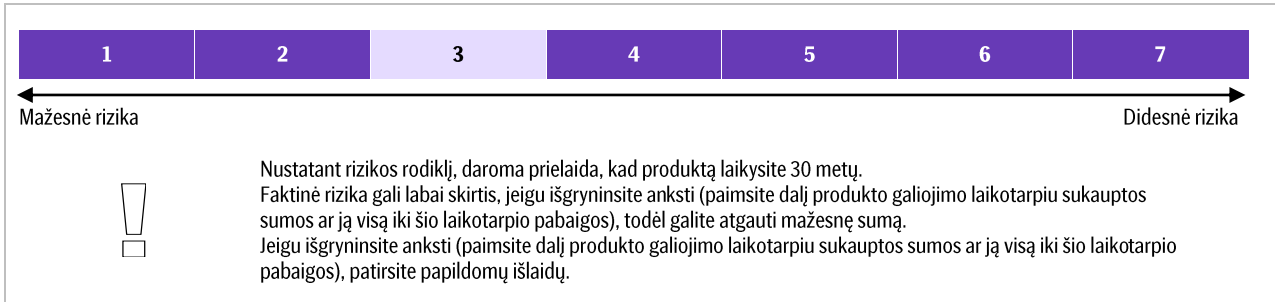 1 2 3 4 5 6 7
Mažesnė rizika Didesnė rizika
Nustatant rizikos rodiklį, daroma prielaida, kad produktą laikysite 30 metų.
Faktinė rizika gali labai skirtis, jeigu išgryninsite anksti (paimsite dalį produkto galiojimo laikotarpiu sukauptos
sumos ar ją visą iki šio laikotarpio pabaigos), todėl galite atgauti mažesnę sumą.
Jeigu išgryninsite anksti (paimsite dalį produkto galiojimo laikotarpiu sukauptos sumos ar ją visą iki šio laikotarpio
pabaigos), patirsite papildomų išlaidų.